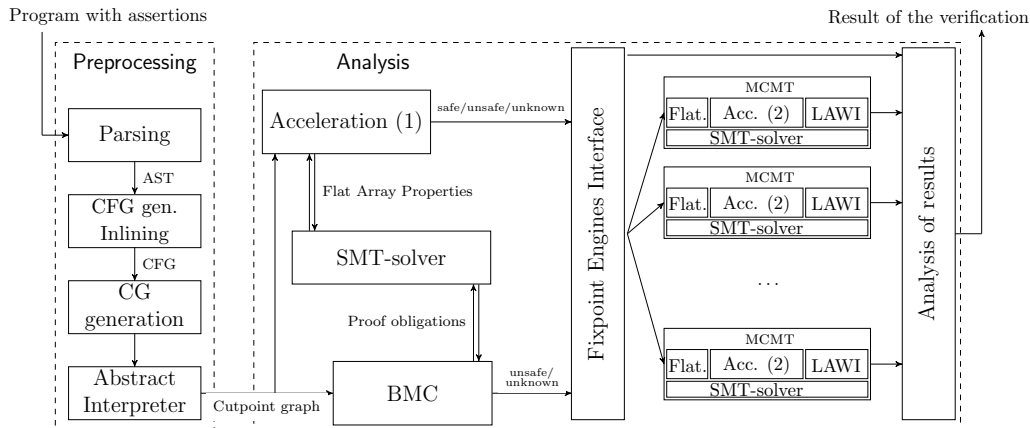 Program with assertions
Result of the verification
Preprocessing
Parsing
AST
CFG gen.
Inlining
CFG
CG
generation
Abstract
Interpreter
Cutpoint graph
Analysis
Acceleration (1)
safe/unsafe/unknown
Flat Array Properties
SMT-solver
Proof obligations
BMC
unsafe/
unknown
Fixpoint Engines Interface
MCMT
Flat. Acc. (2) LAWI
SMT-solver
MCMT
Flat. Acc. (2) LAWI
SMT-solver
...
MCMT
Flat. Acc. (2) LAWI
SMT-solver
Analysis of results